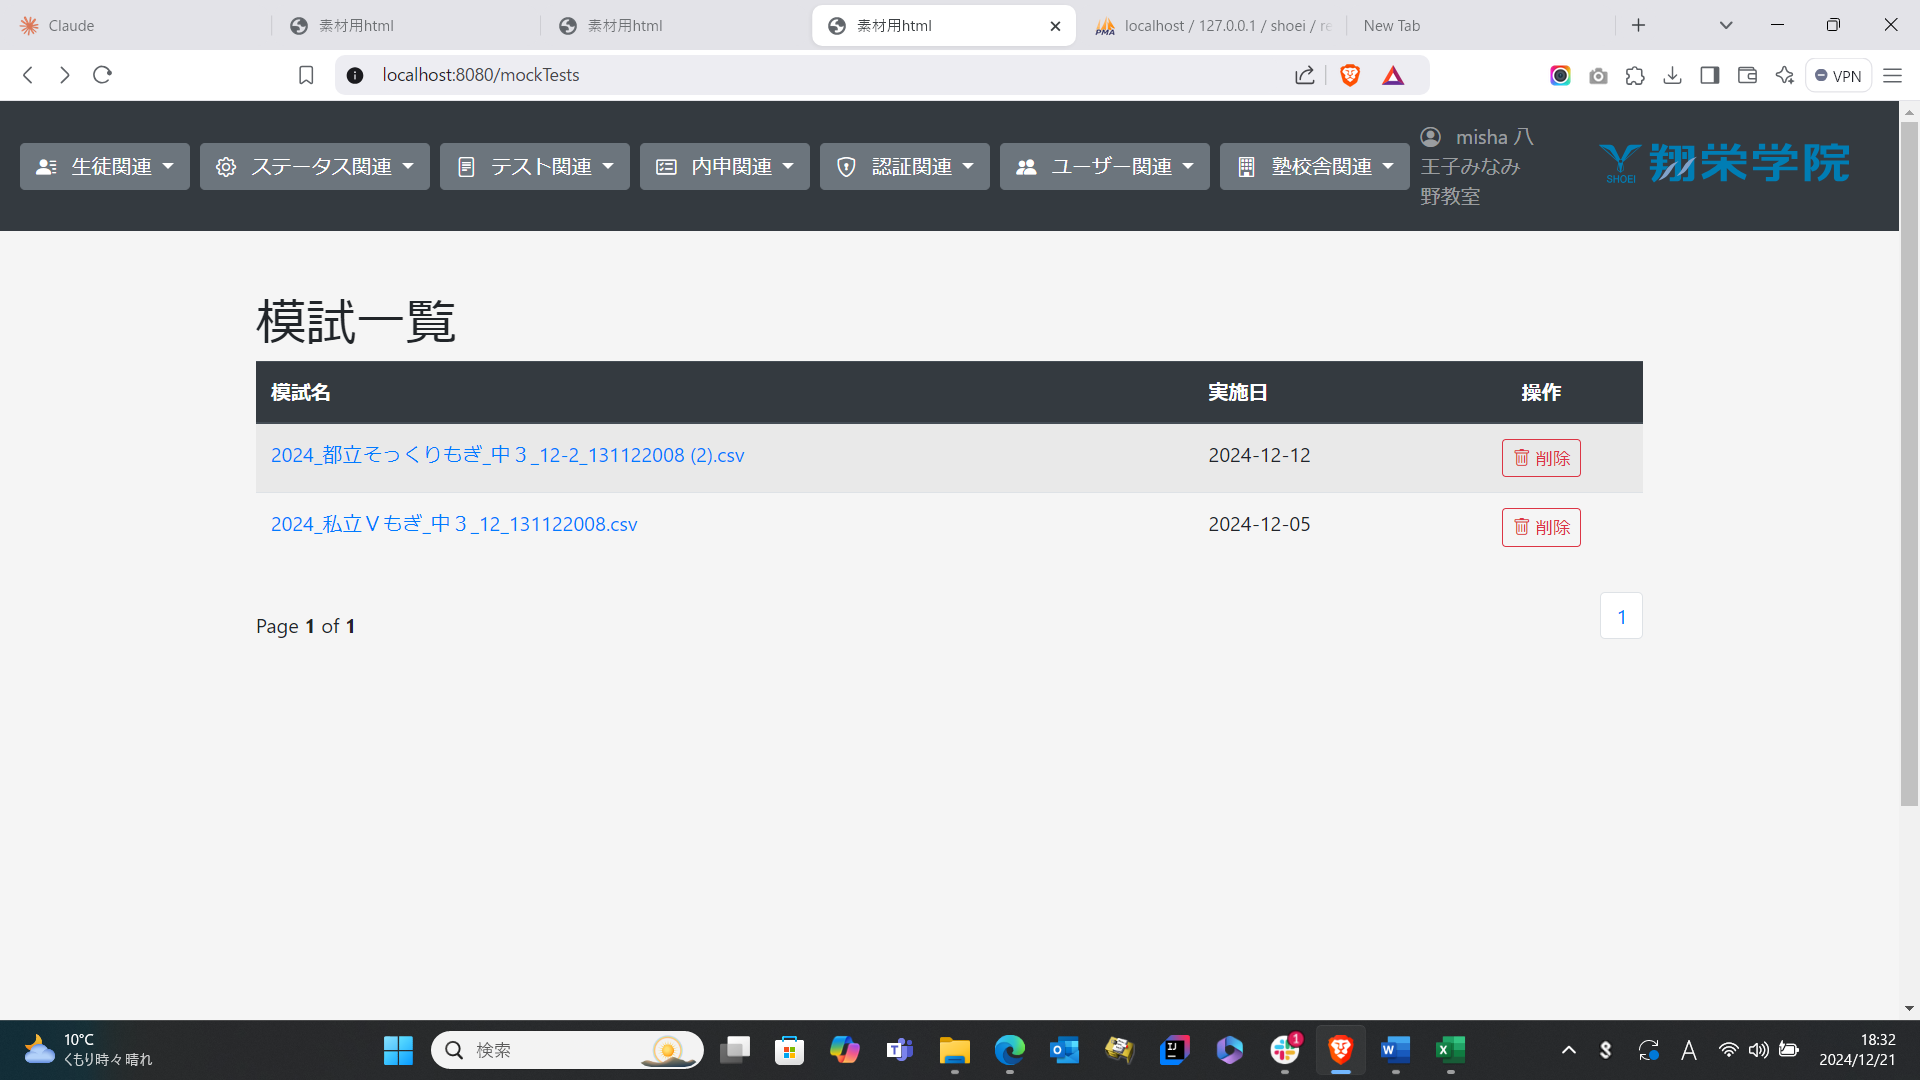 Claude
素材用html
素材用html
素材用html
localhost / 127.0.0.1 / shoei / re
New Tab
localhost:8080/mockTests
VPN
生徒関連
ステータス関連
テスト関連
内申関連
認証関連
ユーザー関連
塾校舎関連
misha 八
王子みなみ
野教室
SHOEI 翔栄学院
模試一覧
模試名 実施日 操作
2024_都立そっくりもぎ_中３_12-2_131122008 (2).csv 2024-12-12 削除
2024_私立Ｖもぎ_中３_12_131122008.csv 2024-12-05 削除
Page 1 of 1
1
10°C
くもり時々晴れ
検索
1
A
18:32
2024/12/21